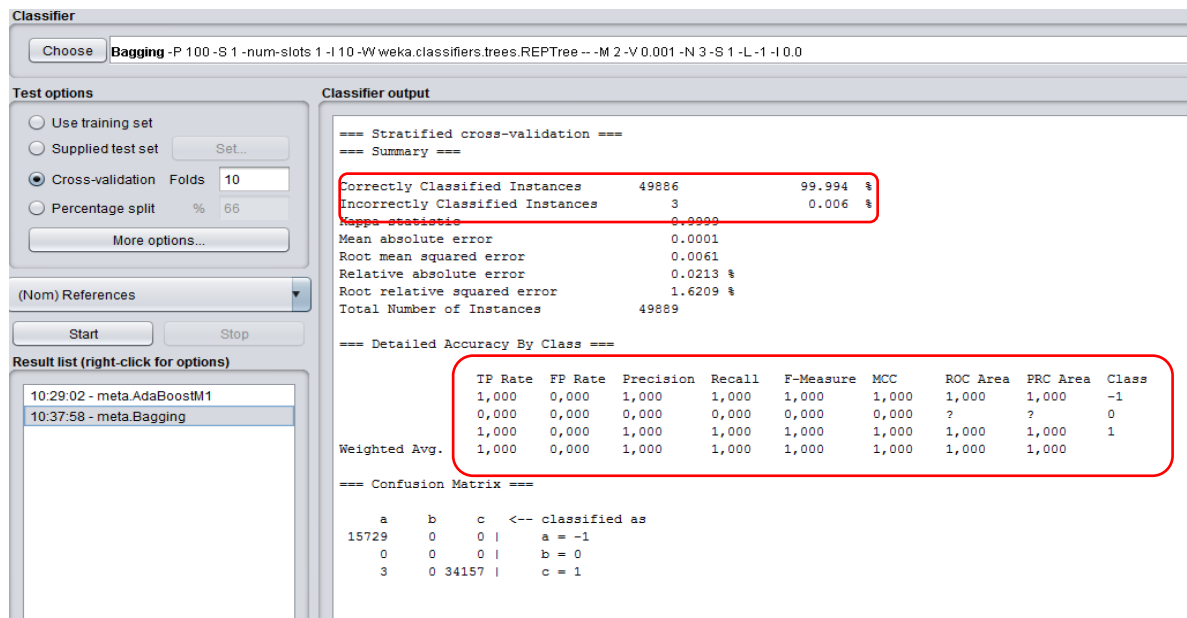 Classifier
Choose Bagging -P 100 -S 1 -num-slots 1 -I 10 -W weka.classifiers.trees.REPTree -- -M 2 -V 0.001 -N 3 -S 1 -L -1 -I 0.0
Test options
Use training set
Supplied test set Set...
Cross-validation Folds 10
Percentage split % 66
More options...
(Nom) References
Start Stop
Result list (right-click for options)
10:29:02 - meta.AdaBoostM1
10:37:58 - meta.Bagging
Classifier output
=== Stratified cross-validation ===
=== Summary ===
Correctly Classified Instances 49886 99.994 %
Incorrectly Classified Instances 3 0.006 %
Kappa statistic 0.9999
Mean absolute error 0.0001
Root mean squared error 0.0061
Relative absolute error 0.0213 %
Root relative squared error 1.6209 %
Total Number of Instances 49889
=== Detailed Accuracy By Class ===
TP Rate FP Rate Precision Recall F-Measure MCC ROC Area PRC Area Class
1,000 0,000 1,000 1,000 1,000 1,000 1,000 1,000 -1
0,000 0,000 0,000 0,000 0,000 0,000 ? ? 0
1,000 0,000 1,000 1,000 1,000 1,000 1,000 1,000 1
Weighted Avg. 1,000 0,000 1,000 1,000 1,000 1,000 1,000 1,000
=== Confusion Matrix ===
a b c <-- classified as
15729 0 0 | a = -1
0 0 0 | b = 0
3 0 34157 | c = 1